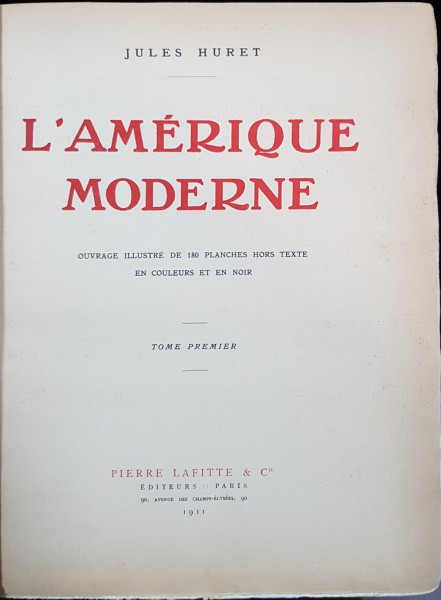 JULES HURET
L'AMÉRIQUE
MODERNE
OUVRAGE ILLUSTRÉ DE 180 PLANCHES HORS TEXTE
EN COULEURS ET EN NOIR
TOME PREMIER
PIERRE LAFITTE & Cie
ÉDITEURS :: PARIS
90, AVENUE DES CHAMPS-ÉLYSÉES, 90
1911